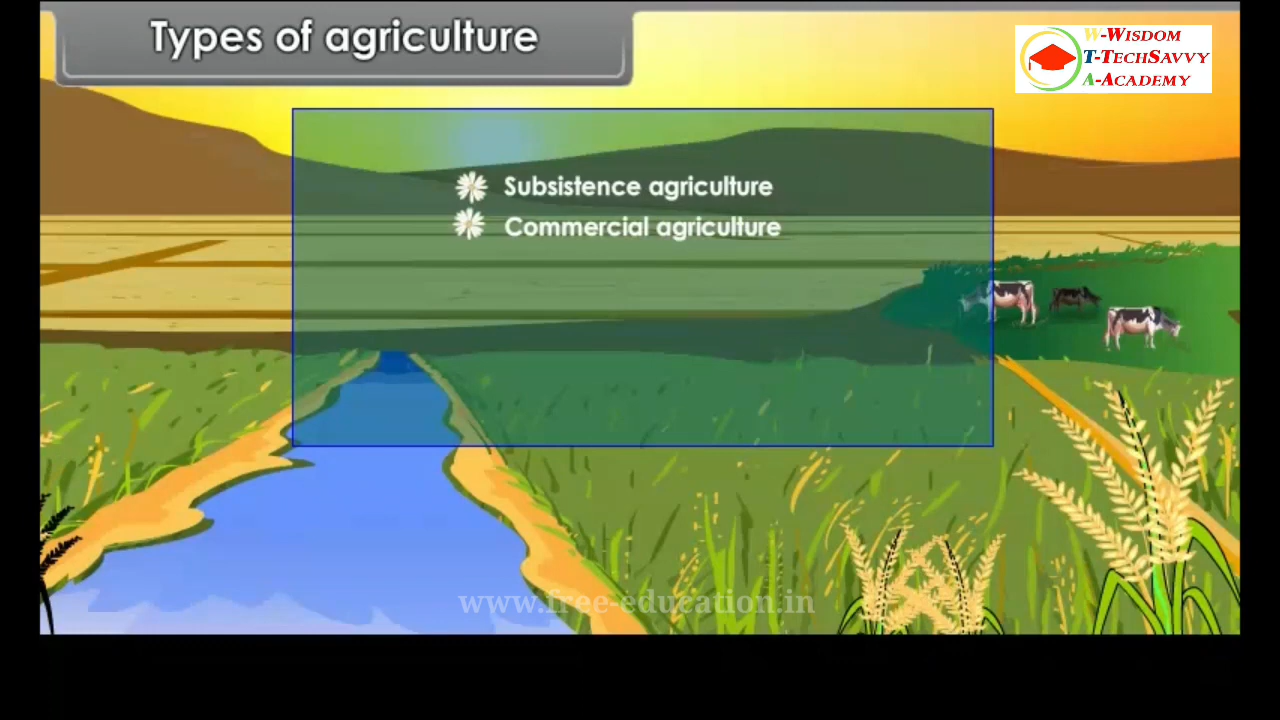 Types of agriculture
W-Wisdom
T-TechSavvy
A-Academy
Subsistence agriculture
Commercial agriculture
www.free-education.in